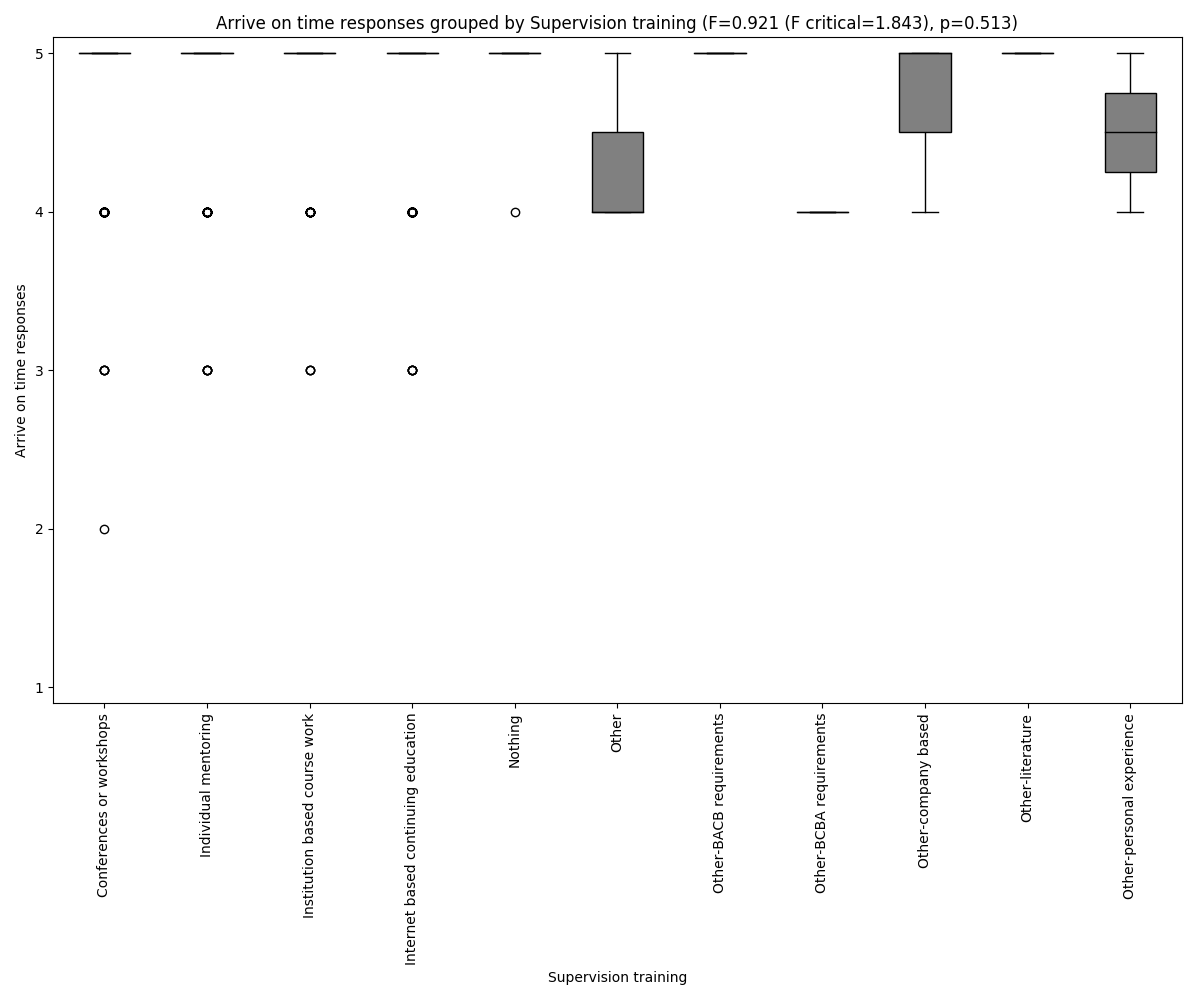 Arrive on time responses grouped by Supervision training (F=0.921 (F critical=1.843), p=0.513)
Arrive on time responses
5
4
3
2
1
Conferences or workshops
Individual mentoring
Institution based course work
Internet based continuing education
Nothing
Other
Other-BACB requirements
Other-BCBA requirements
Other-company based
Other-literature
Other-personal experience
Supervision training